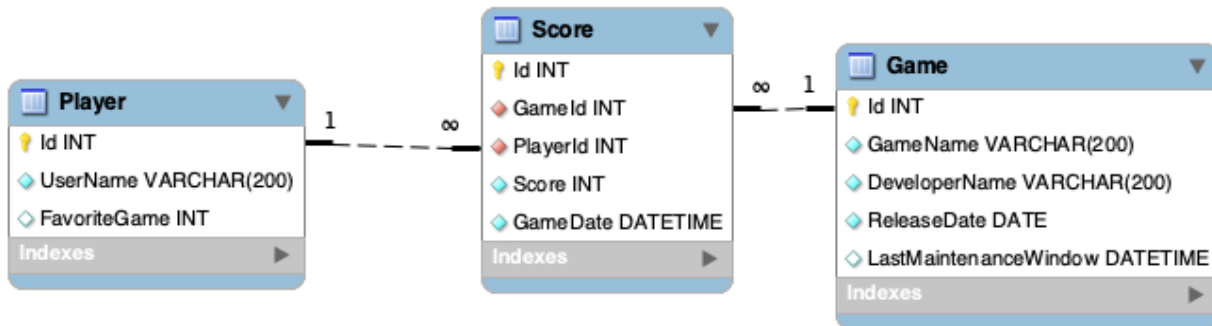 Player
Id INT
UserName VARCHAR(200)
FavoriteGame INT
Indexes
1
∞
Score
Id INT
GameId INT
PlayerId INT
Score INT
GameDate DATETIME
Indexes
∞
1
Game
Id INT
GameName VARCHAR(200)
DeveloperName VARCHAR(200)
ReleaseDate DATE
LastMaintenanceWindow DATETIME
Indexes